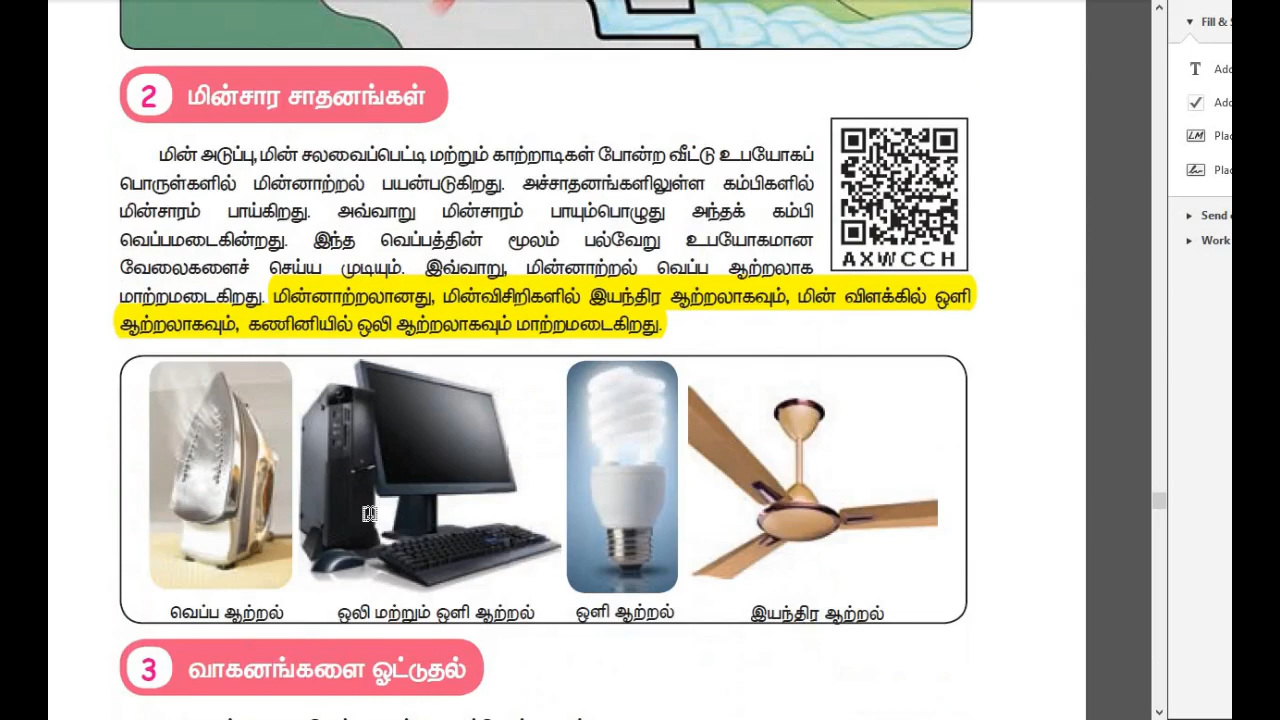 Fill &
2 மின்சார சாதனங்கள்
Add
Add
Plac
Plac
Send
Work
மின் அடுப்பு, மின் சலவைப்பெட்டி மற்றும் காற்றாடிகள் போன்ற வீட்டு உபயோகப்
பொருள்களில் மின்னாற்றல் பயன்படுகிறது. அச்சாதனங்களிலுள்ள கம்பிகளில்
மின்சாரம் பாய்கிறது. அவ்வாறு மின்சாரம் பாயும்பொழுது அந்தக் கம்பி
வெப்பமடைகின்றது. இந்த வெப்பத்தின் மூலம் பல்வேறு உபயோகமான
வேலைகளைச் செய்ய முடியும். இவ்வாறு, மின்னாற்றல் வெப்ப ஆற்றலாக
மாற்றமடைகிறது. மின்னாற்றலானது, மின்விசிறிகளில் இயந்திர ஆற்றலாகவும், மின் விளக்கில் ஒளி
ஆற்றலாகவும், கணினியில் ஒலி ஆற்றலாகவும் மாற்றமடைகிறது.
AXWCCH
வெப்ப ஆற்றல்
ஒலி மற்றும் ஒளி ஆற்றல்
ஒளி ஆற்றல்
இயந்திர ஆற்றல்
3 வாகனங்களை ஓட்டுதல்